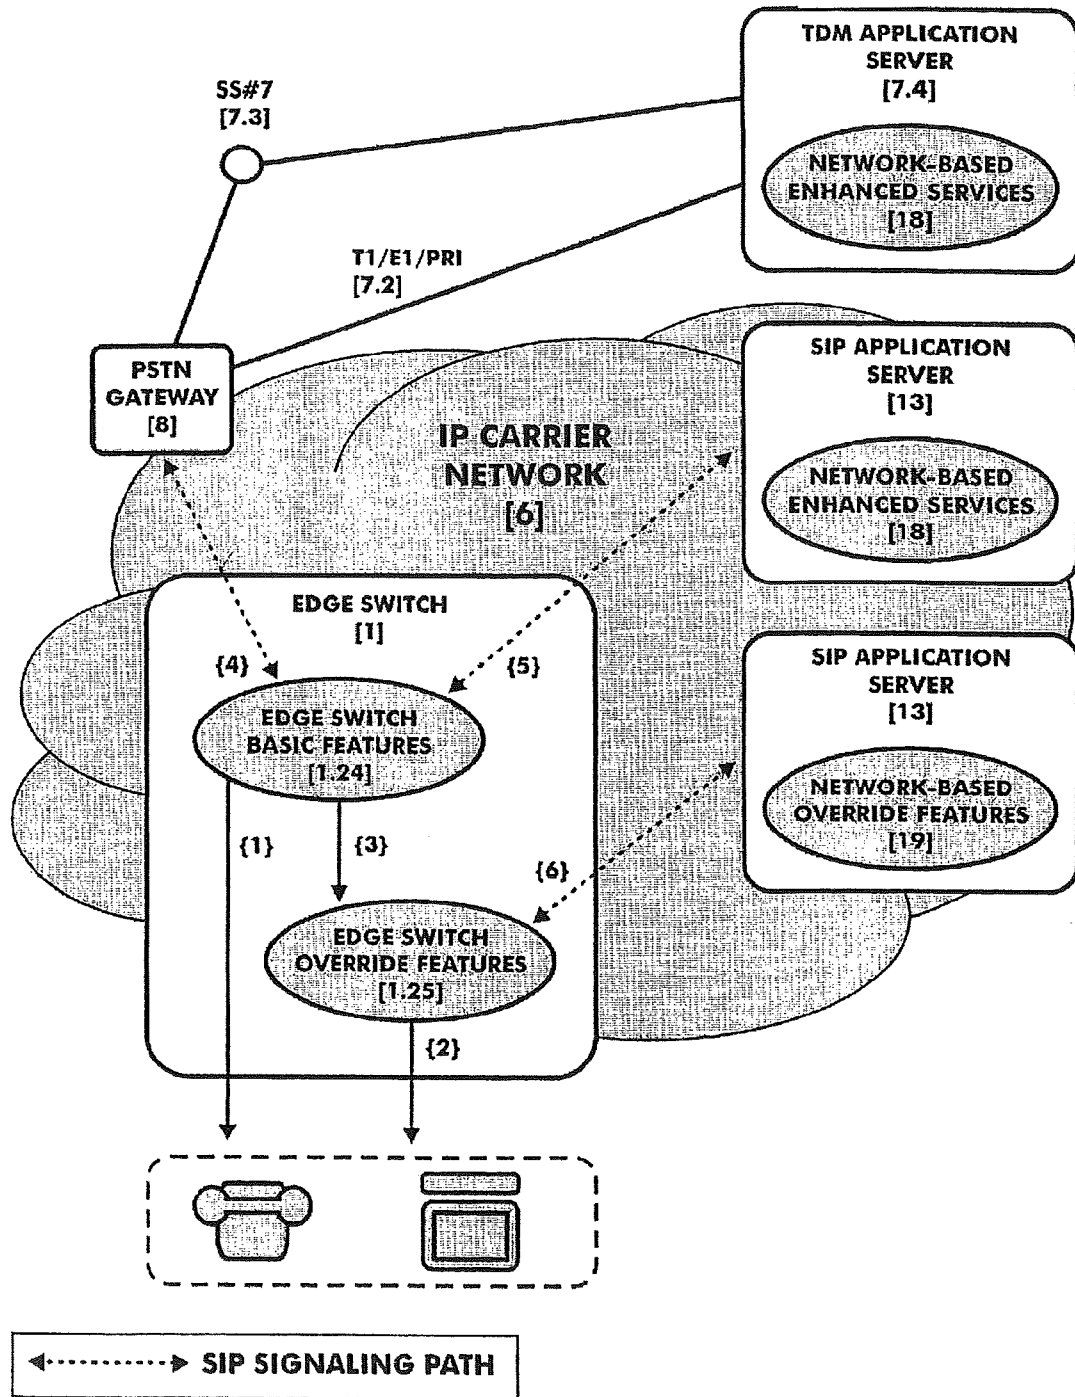 TDM APPLICATION
SERVER
[7.4]
NETWORK-BASED
ENHANCED SERVICES
[18]
SS#7
[7.3]
T1/E1/PRI
[7.2]
PSTN
GATEWAY
[8]
IP CARRIER
NETWORK
[6]
SIP APPLICATION
SERVER
[13]
NETWORK-BASED
ENHANCED SERVICES
[18]
EDGE SWITCH
[1]
{4}
{5}
EDGE SWITCH
BASIC FEATURES
[1.24]
SIP APPLICATION
SERVER
[13]
NETWORK-BASED
OVERRIDE FEATURES
[19]
{1}
{3}
{6}
EDGE SWITCH
OVERRIDE FEATURES
[1.25]
{2}
SIP SIGNALING PATH